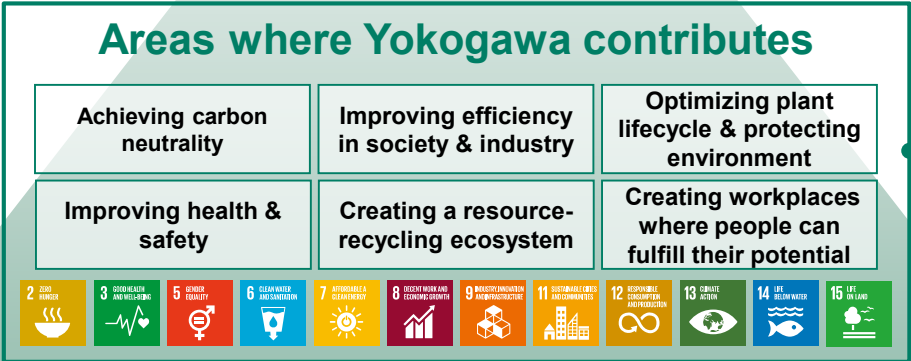 Areas where Yokogawa contributes
Achieving carbon
neutrality
Improving efficiency
in society & industry
Optimizing plant
lifecycle & protecting
environment
Improving health &
safety
Creating a resource-
recycling ecosystem
Creating workplaces
where people can
fulfill their potential
2 ZERO
HUNGER
3 GOOD HEALTH
AND WELL-BEING
5 GENDER
EQUALITY
6 CLEAN WATER
AND SANITATION
7 AFFORDABLE &
CLEAN ENERGY
8 DECENT WORK AND
ECONOMIC GROWTH
9 INDUSTRY, INNOVATION
AND INFRASTRUCTURE
11 SUSTAINABLE CITIES
AND COMMUNITIES
12 RESPONSIBLE
CONSUMPTION
AND PRODUCTION
13 CLIMATE
ACTION
14 LIFE
BELOW WATER
15 LIFE
ON LAND